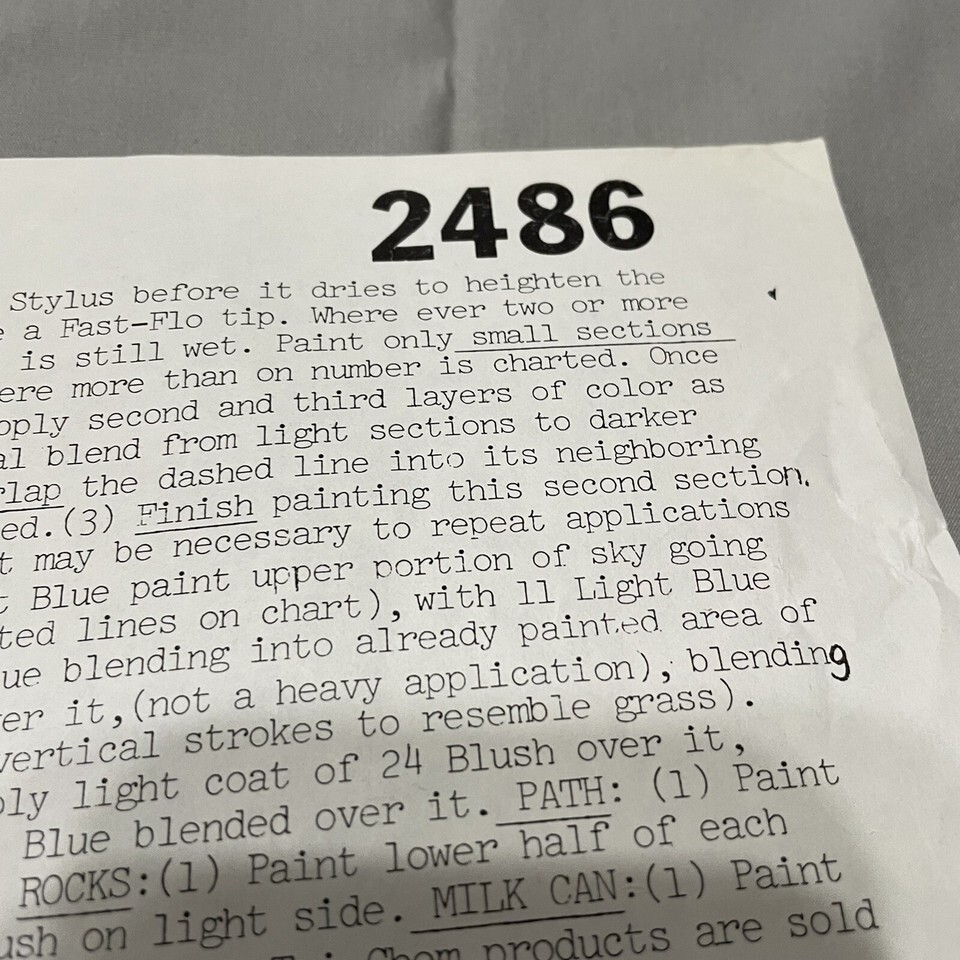 2486
Stylus before it dries to heighten the
a Fast-Flo tip. Where ever two or more
is still wet. Paint only small sections
ere more than on number is charted. Once
pply second and third layers of color as
al blend from light sections to darker
rlap the dashed line into its neighboring
ed.(3) Finish painting this second section.
t may be necessary to repeat applications
t Blue paint upper portion of sky going
ted lines on chart), with 11 Light Blue
ue blending into already painted area of
er it,(not a heavy application), blending
vertical strokes to resemble grass).
ply light coat of 24 Blush over it,
Blue blended over it. PATH: (1) Paint
ROCKS:(1) Paint lower half of each
ush on light side. MILK CAN:(1) Paint
Chem products are sold